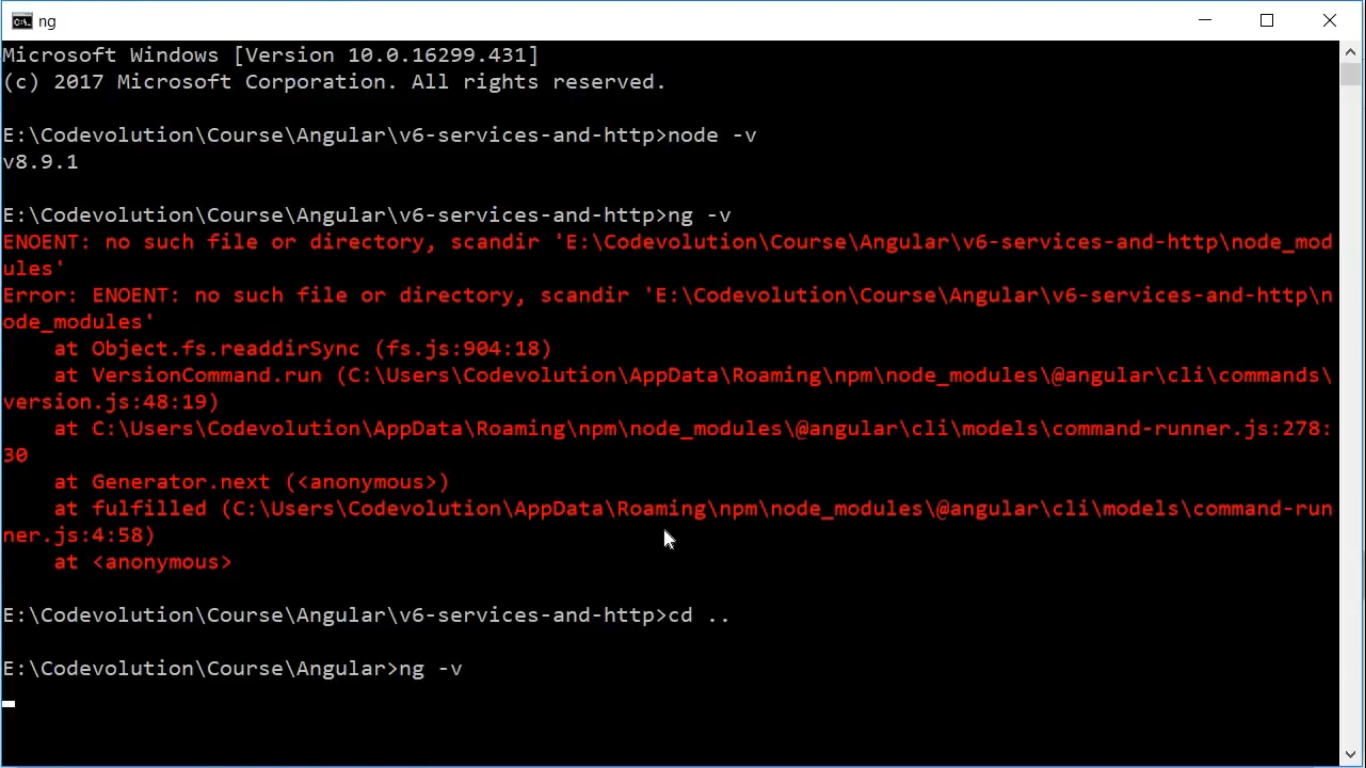 ng
Microsoft Windows [Version 10.0.16299.431]
(c) 2017 Microsoft Corporation. All rights reserved.
E:\Codevolution\Course\Angular\v6-services-and-http>node -v
v8.9.1
E:\Codevolution\Course\Angular\v6-services-and-http>ng -v
ENOENT: no such file or directory, scandir 'E:\Codevolution\Course\Angular\v6-services-and-http\node_mod
ules'
Error: ENOENT: no such file or directory, scandir 'E:\Codevolution\Course\Angular\v6-services-and-http\n
ode_modules'
    at Object.fs.readdirSync (fs.js:904:18)
    at VersionCommand.run (C:\Users\Codevolution\AppData\Roaming\npm\node_modules\@angular\cli\commands\
version.js:48:19)
    at C:\Users\Codevolution\AppData\Roaming\npm\node_modules\@angular\cli\models\command-runner.js:278:
30
    at Generator.next (<anonymous>)
    at fulfilled (C:\Users\Codevolution\AppData\Roaming\npm\node_modules\@angular\cli\models\command-run
ner.js:4:58)
    at <anonymous>
E:\Codevolution\Course\Angular\v6-services-and-http>cd ..
E:\Codevolution\Course\Angular>ng -v